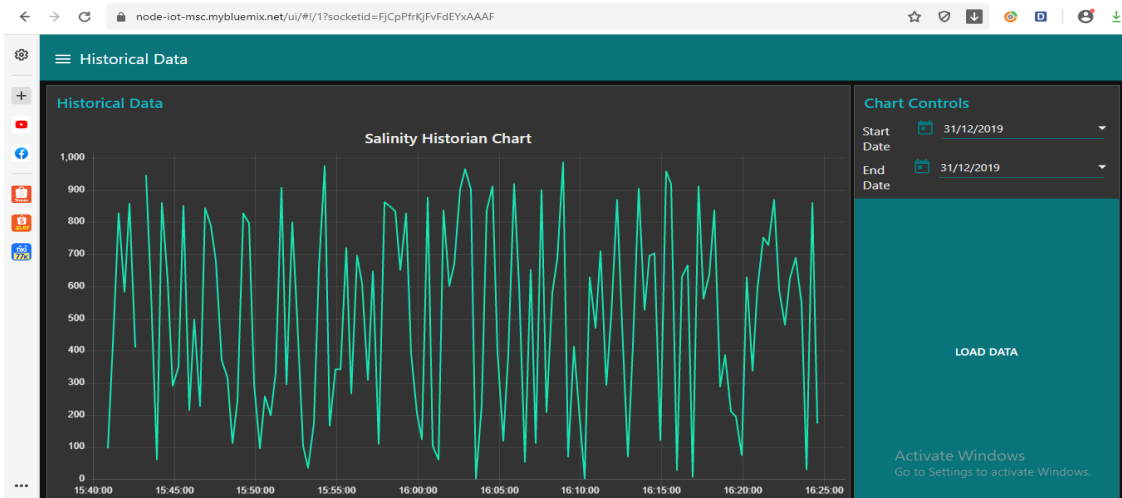 node-iot-msc.mybluemix.net/ui/#!/1?socketid=FjCpPfrKjFvFdEYxAAAF
Historical Data
Historical Data
Salinity Historian Chart
1,000
900
800
700
600
500
400
300
200
100
0
15:40:00 15:45:00 15:50:00 15:55:00 16:00:00 16:05:00 16:10:00 16:15:00 16:20:00 16:25:00
Chart Controls
Start
Date
31/12/2019
End
Date
31/12/2019
LOAD DATA
Activate Windows
Go to Settings to activate Windows.